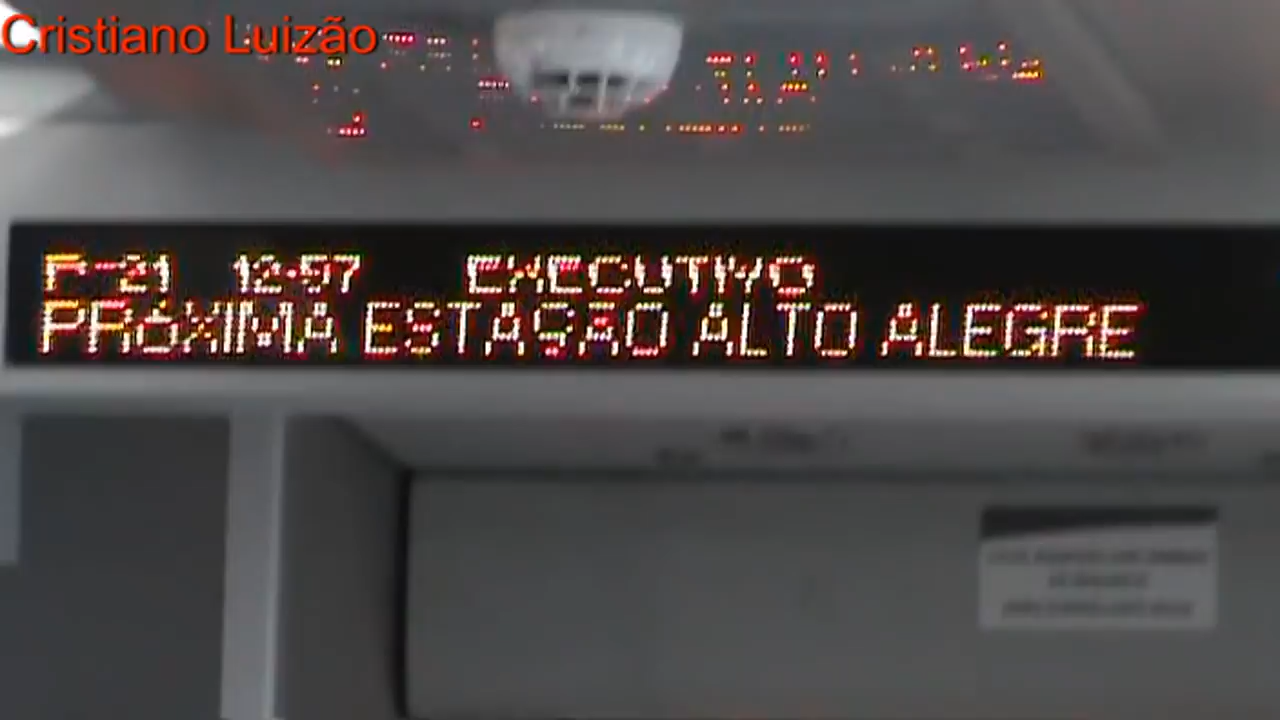 Cristiano Luizão
P-21 12:57 EXECUTIVO
PRÓXIMA ESTAÇÃO ALTO ALEGRE